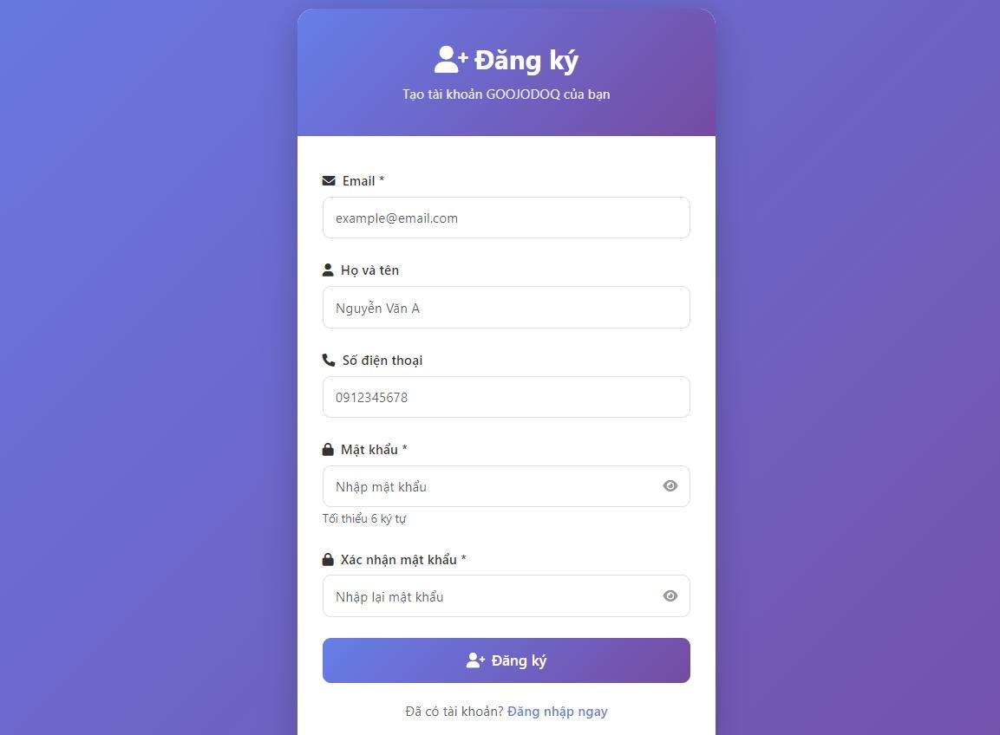 Đăng ký
Tạo tài khoản GOOJODOQ của bạn
Email *
example@email.com
Họ và tên
Nguyễn Văn A
Số điện thoại
0912345678
Mật khẩu *
Nhập mật khẩu
Tối thiểu 6 ký tự
Xác nhận mật khẩu *
Nhập lại mật khẩu
Đăng ký
Đã có tài khoản? Đăng nhập ngay